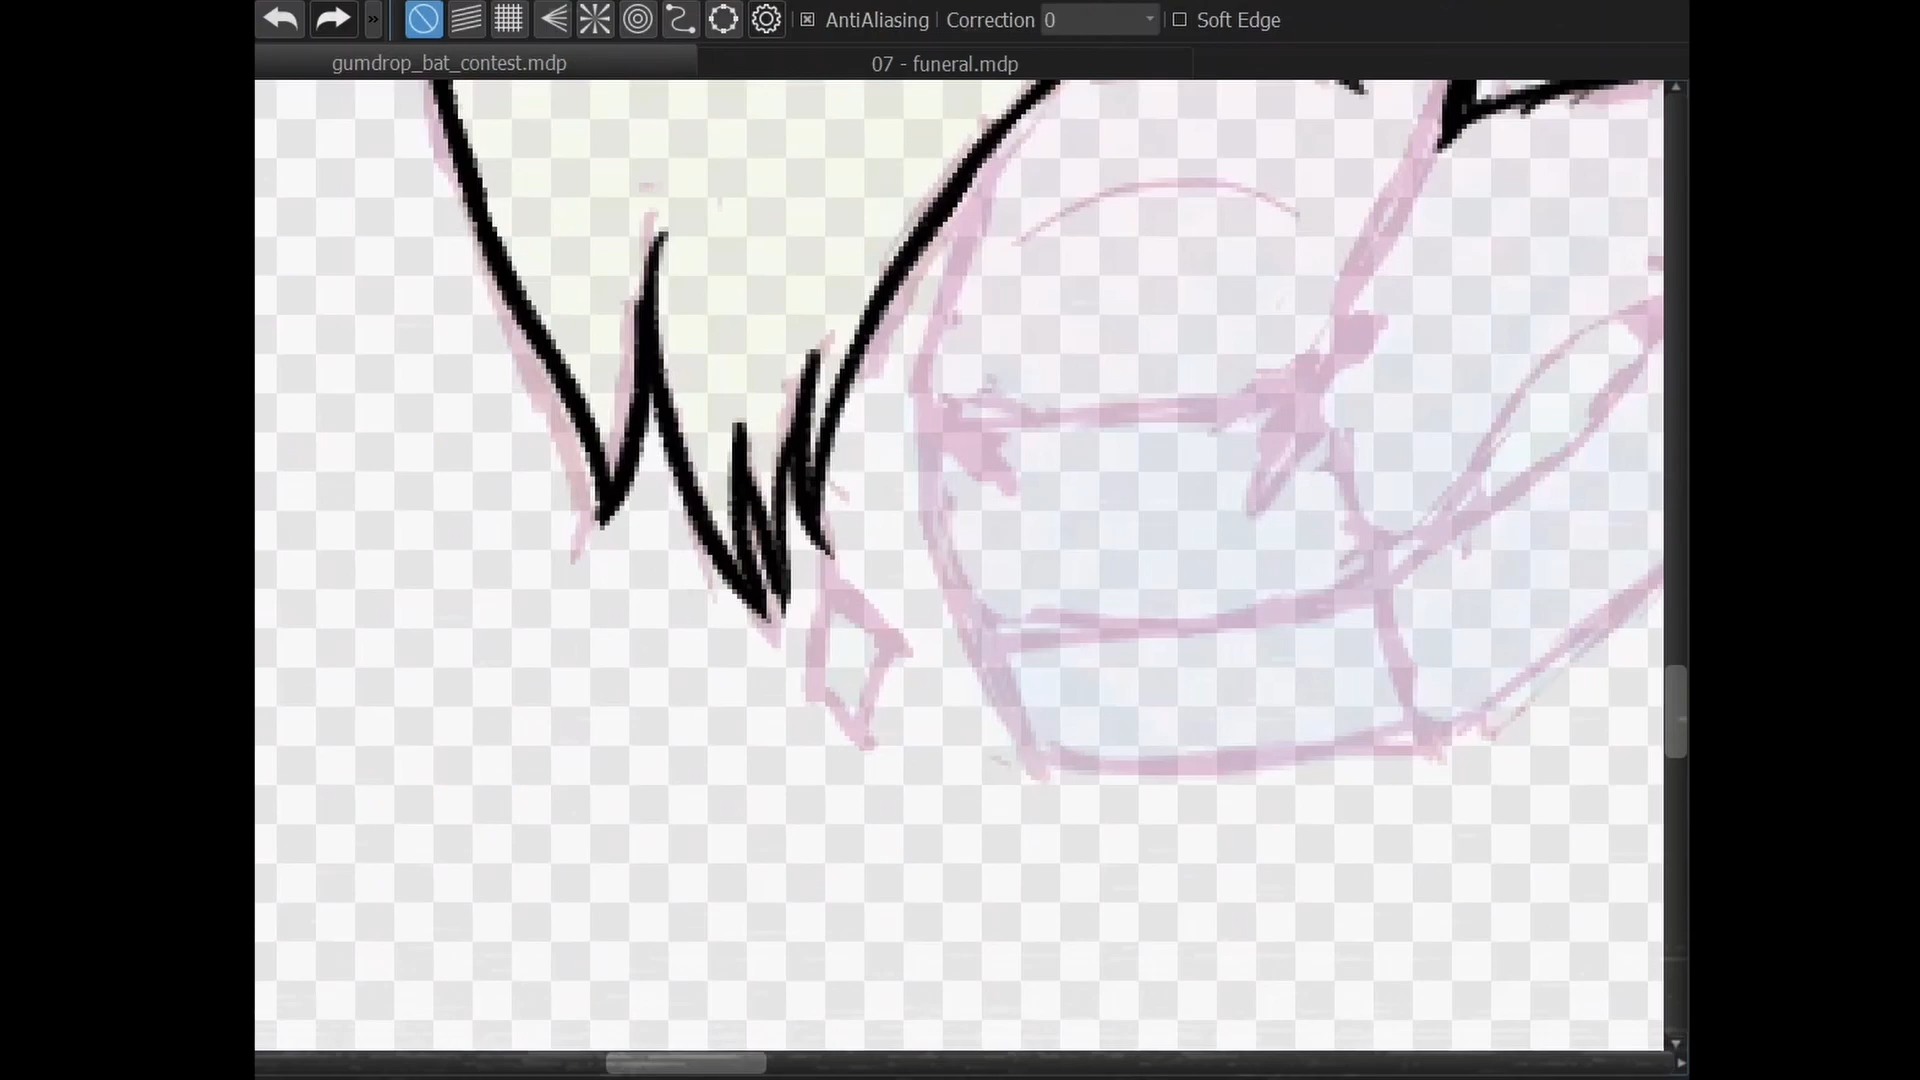 AntiAliasing Correction 0 Soft Edge
gumdrop_bat_contest.mdp 07 - funeral.mdp